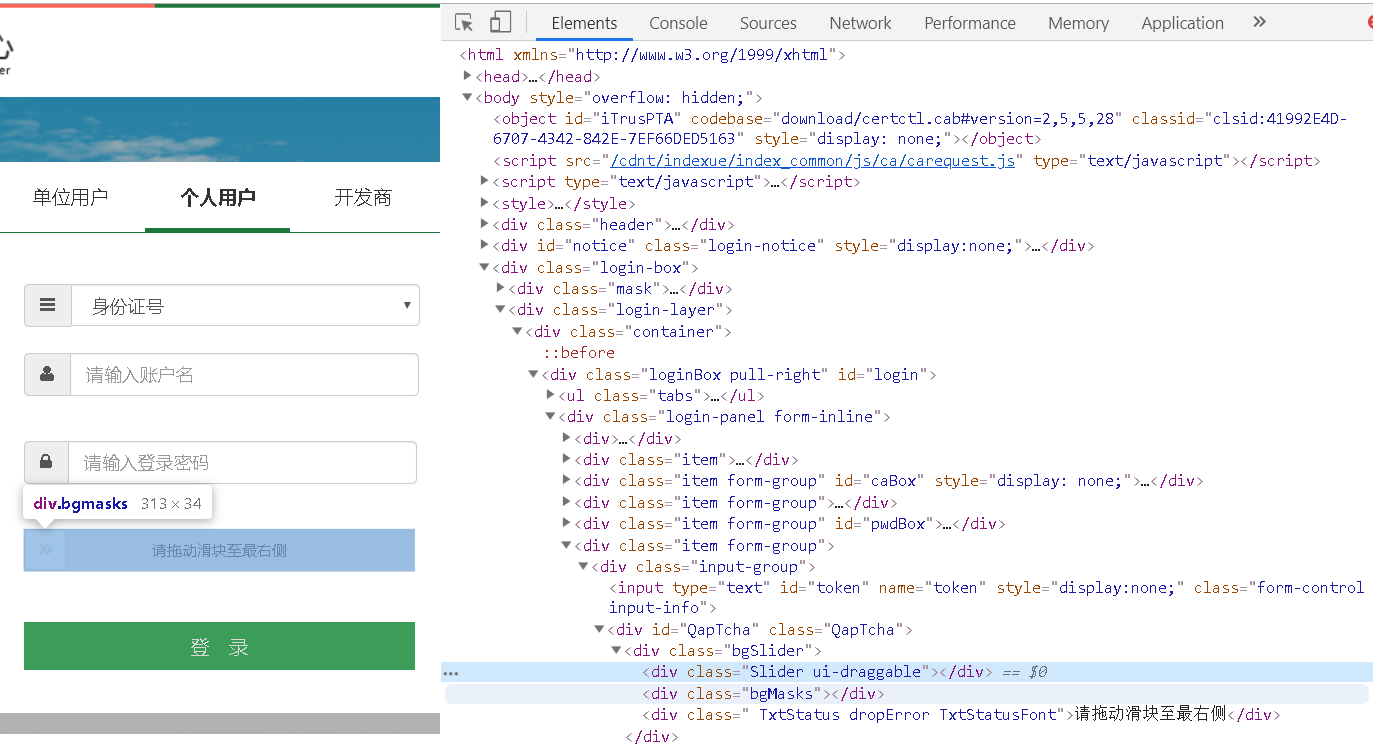 er
单位用户
个人用户
开发商
身份证号
请输入账户名
请输入登录密码
div.bgmasks 313 × 34
请拖动滑块至最右侧
登 录
Elements Console Sources Network Performance Memory Application »
<html xmlns="http://www.w3.org/1999/xhtml">
<head>…</head>
<body style="overflow: hidden;">
<object id="iTrusPTA" codebase="download/certctl.cab#version=2,5,5,28" classid="clsid:41992E4D-
6707-4342-842E-7EF66DED5163" style="display: none;"></object>
<script src="/cdnt/indexue/index_common/js/ca/carequest.js" type="text/javascript"></script>
<script type="text/javascript">…</script>
<style>…</style>
<div class="header">…</div>
<div id="notice" class="login-notice" style="display:none;">…</div>
<div class="login-box">
<div class="mask">…</div>
<div class="login-layer">
<div class="container">
::before
<div class="loginBox pull-right" id="login">
<ul class="tabs">…</ul>
<div class="login-panel form-inline">
<div>…</div>
<div class="item">…</div>
<div class="item form-group" id="caBox" style="display: none;">…</div>
<div class="item form-group">…</div>
<div class="item form-group" id="pwdBox">…</div>
<div class="item form-group">
<div class="input-group">
<input type="text" id="token" name="token" style="display:none;" class="form-control
input-info">
<div id="QapTcha" class="QapTcha">
<div class="bgSlider">
<div class="Slider ui-draggable"></div> == $0
<div class="bgMasks"></div>
<div class=" TxtStatus dropError TxtStatusFont">请拖动滑块至最右侧</div>
</div>